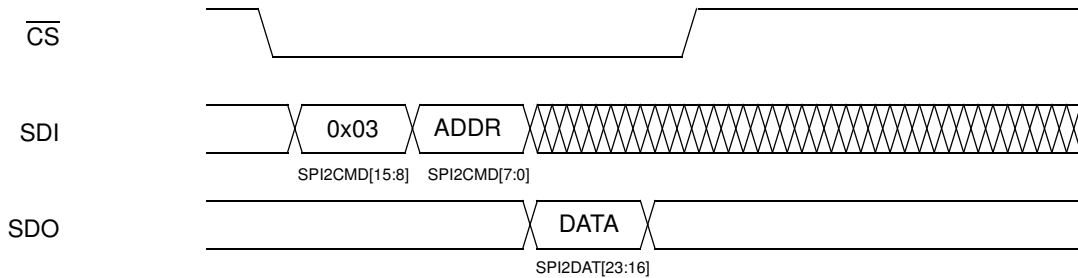 CS
SDI 0x03 ADDR
SPI2CMD[15:8] SPI2CMD[7:0]
SDO DATA
SPI2DAT[23:16]